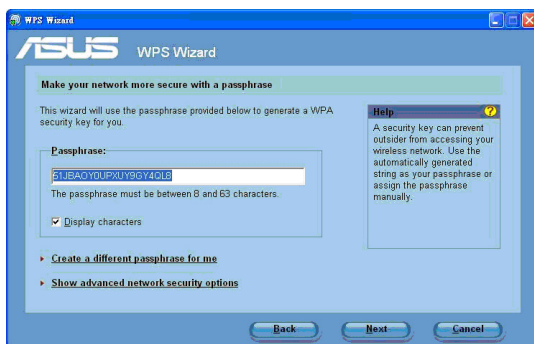 WPS Wizard
ASUS WPS Wizard
Make your network more secure with a passphrase
This wizard will use the passphrase provided below to generate a WPA
security key for you.
Passphrase:
51JBAOY0UPXUY9GY4QL8
The passphrase must be between 8 and 63 characters.
Display characters
Create a different passphrase for me
Show advanced network security options
Help
A security key can prevent
outsider from accessing your
wireless network. Use the
automatically generated
string as your passphrase or
assign the passphrase
manually.
Back Next Cancel